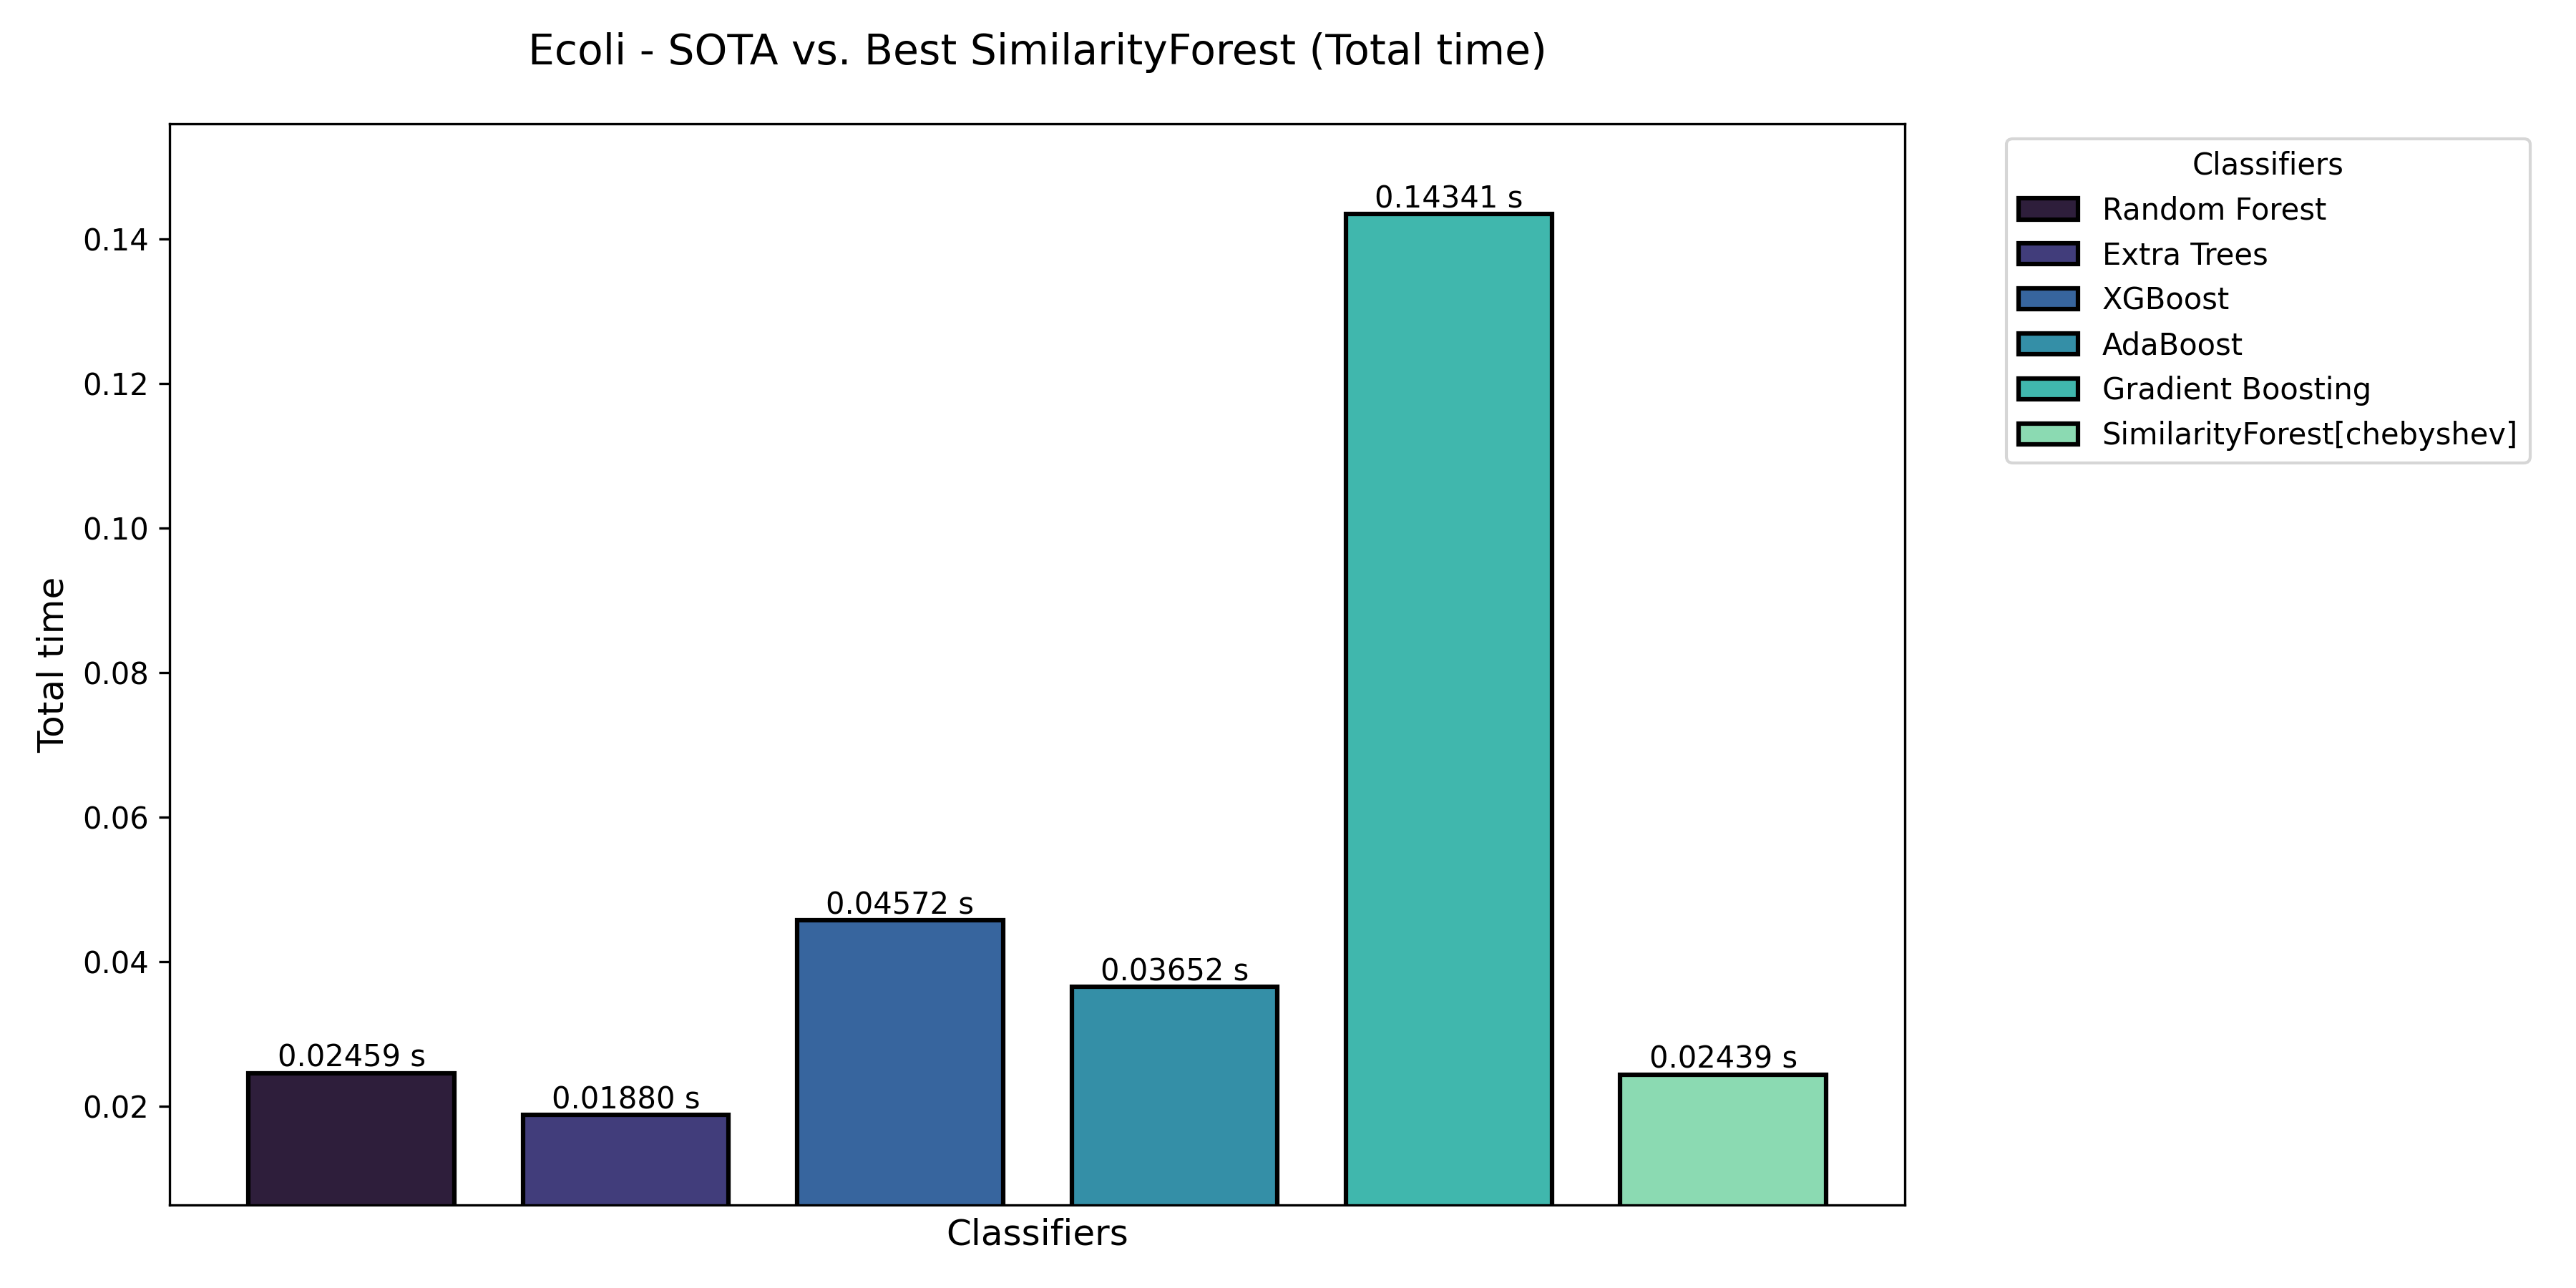 Ecoli - SOTA vs. Best SimilarityForest (Total time)
Total time
0.14
0.12
0.10
0.08
0.06
0.04
0.02
0.02459 s
0.01880 s
0.04572 s
0.03652 s
0.14341 s
0.02439 s
Classifiers
Classifiers
Random Forest
Extra Trees
XGBoost
AdaBoost
Gradient Boosting
SimilarityForest[chebyshev]